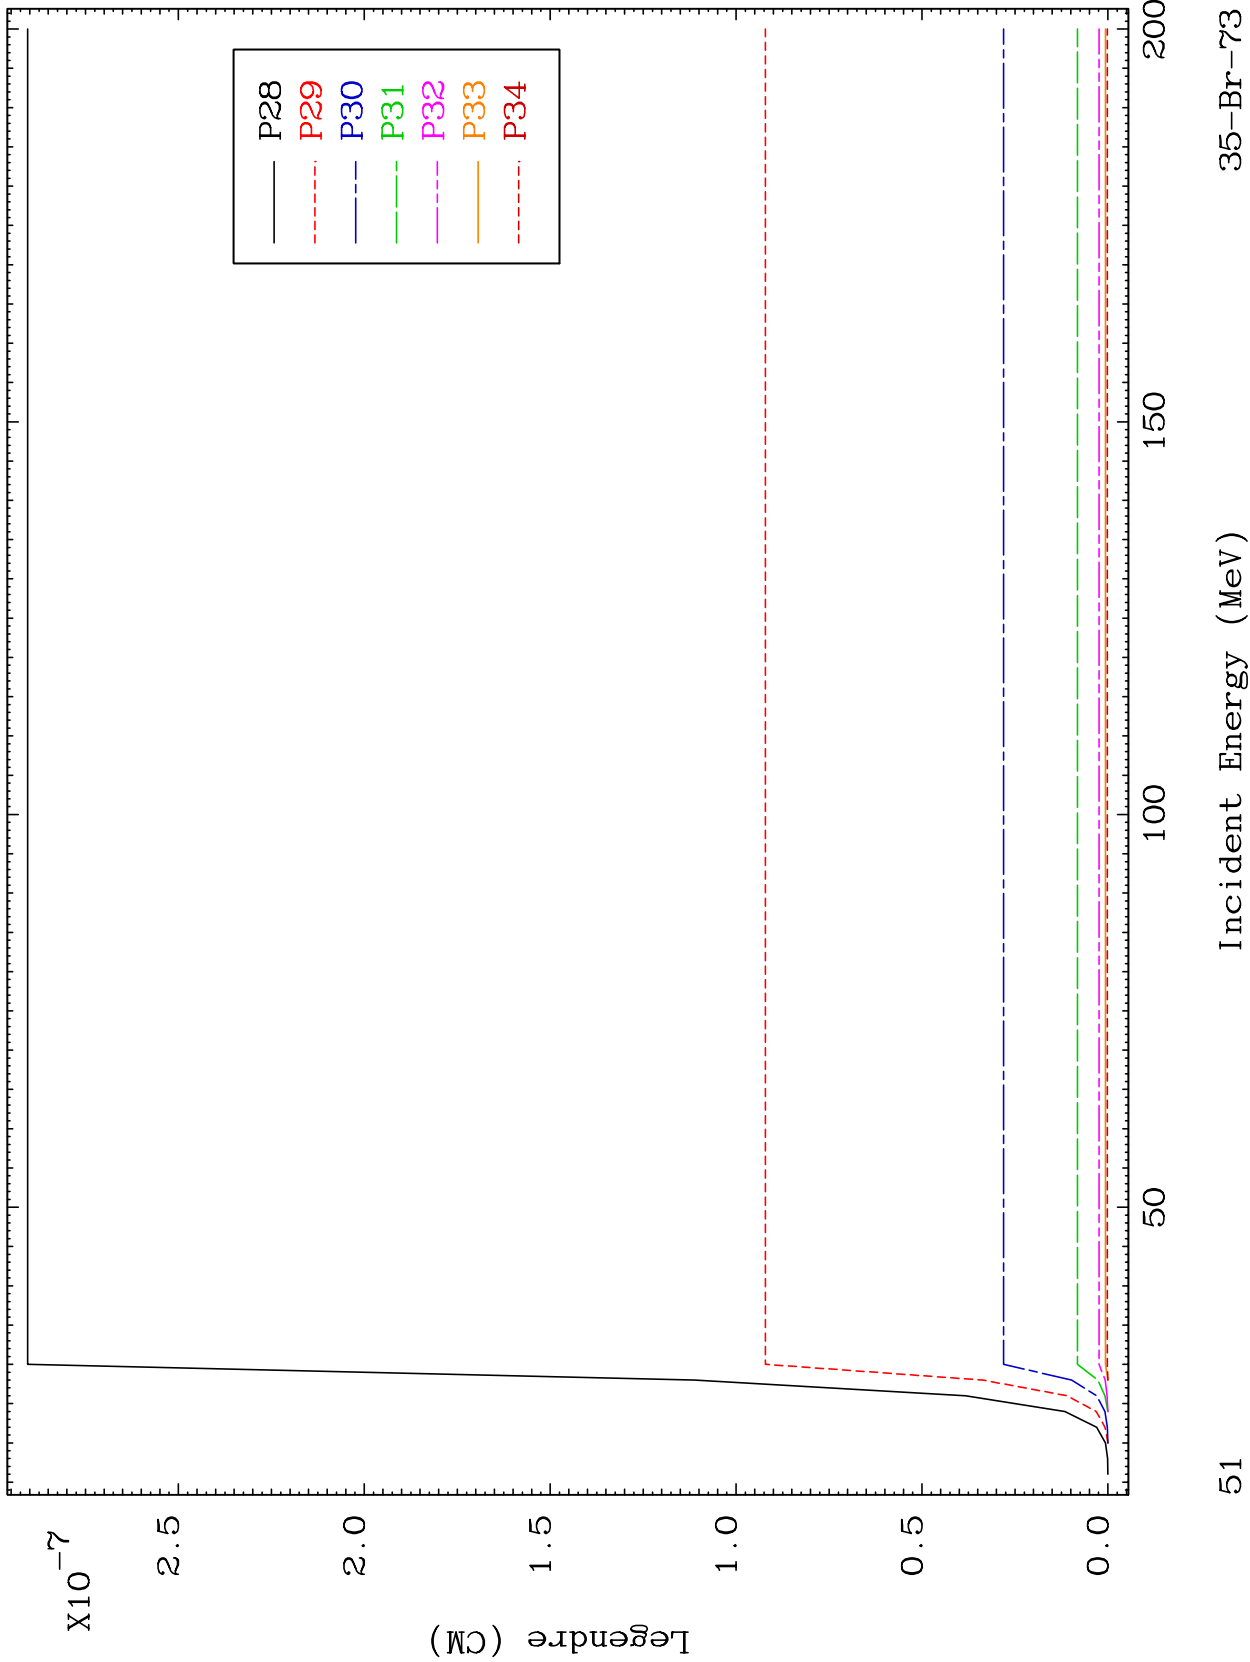 X10-7
2.5
2.0
1.5
1.0
0.5
0.0
Legendre (CM)
P28
P29
P30
P31
P32
P33
P34
50
100
150
200
Incident Energy (MeV)
51
35-Br-73